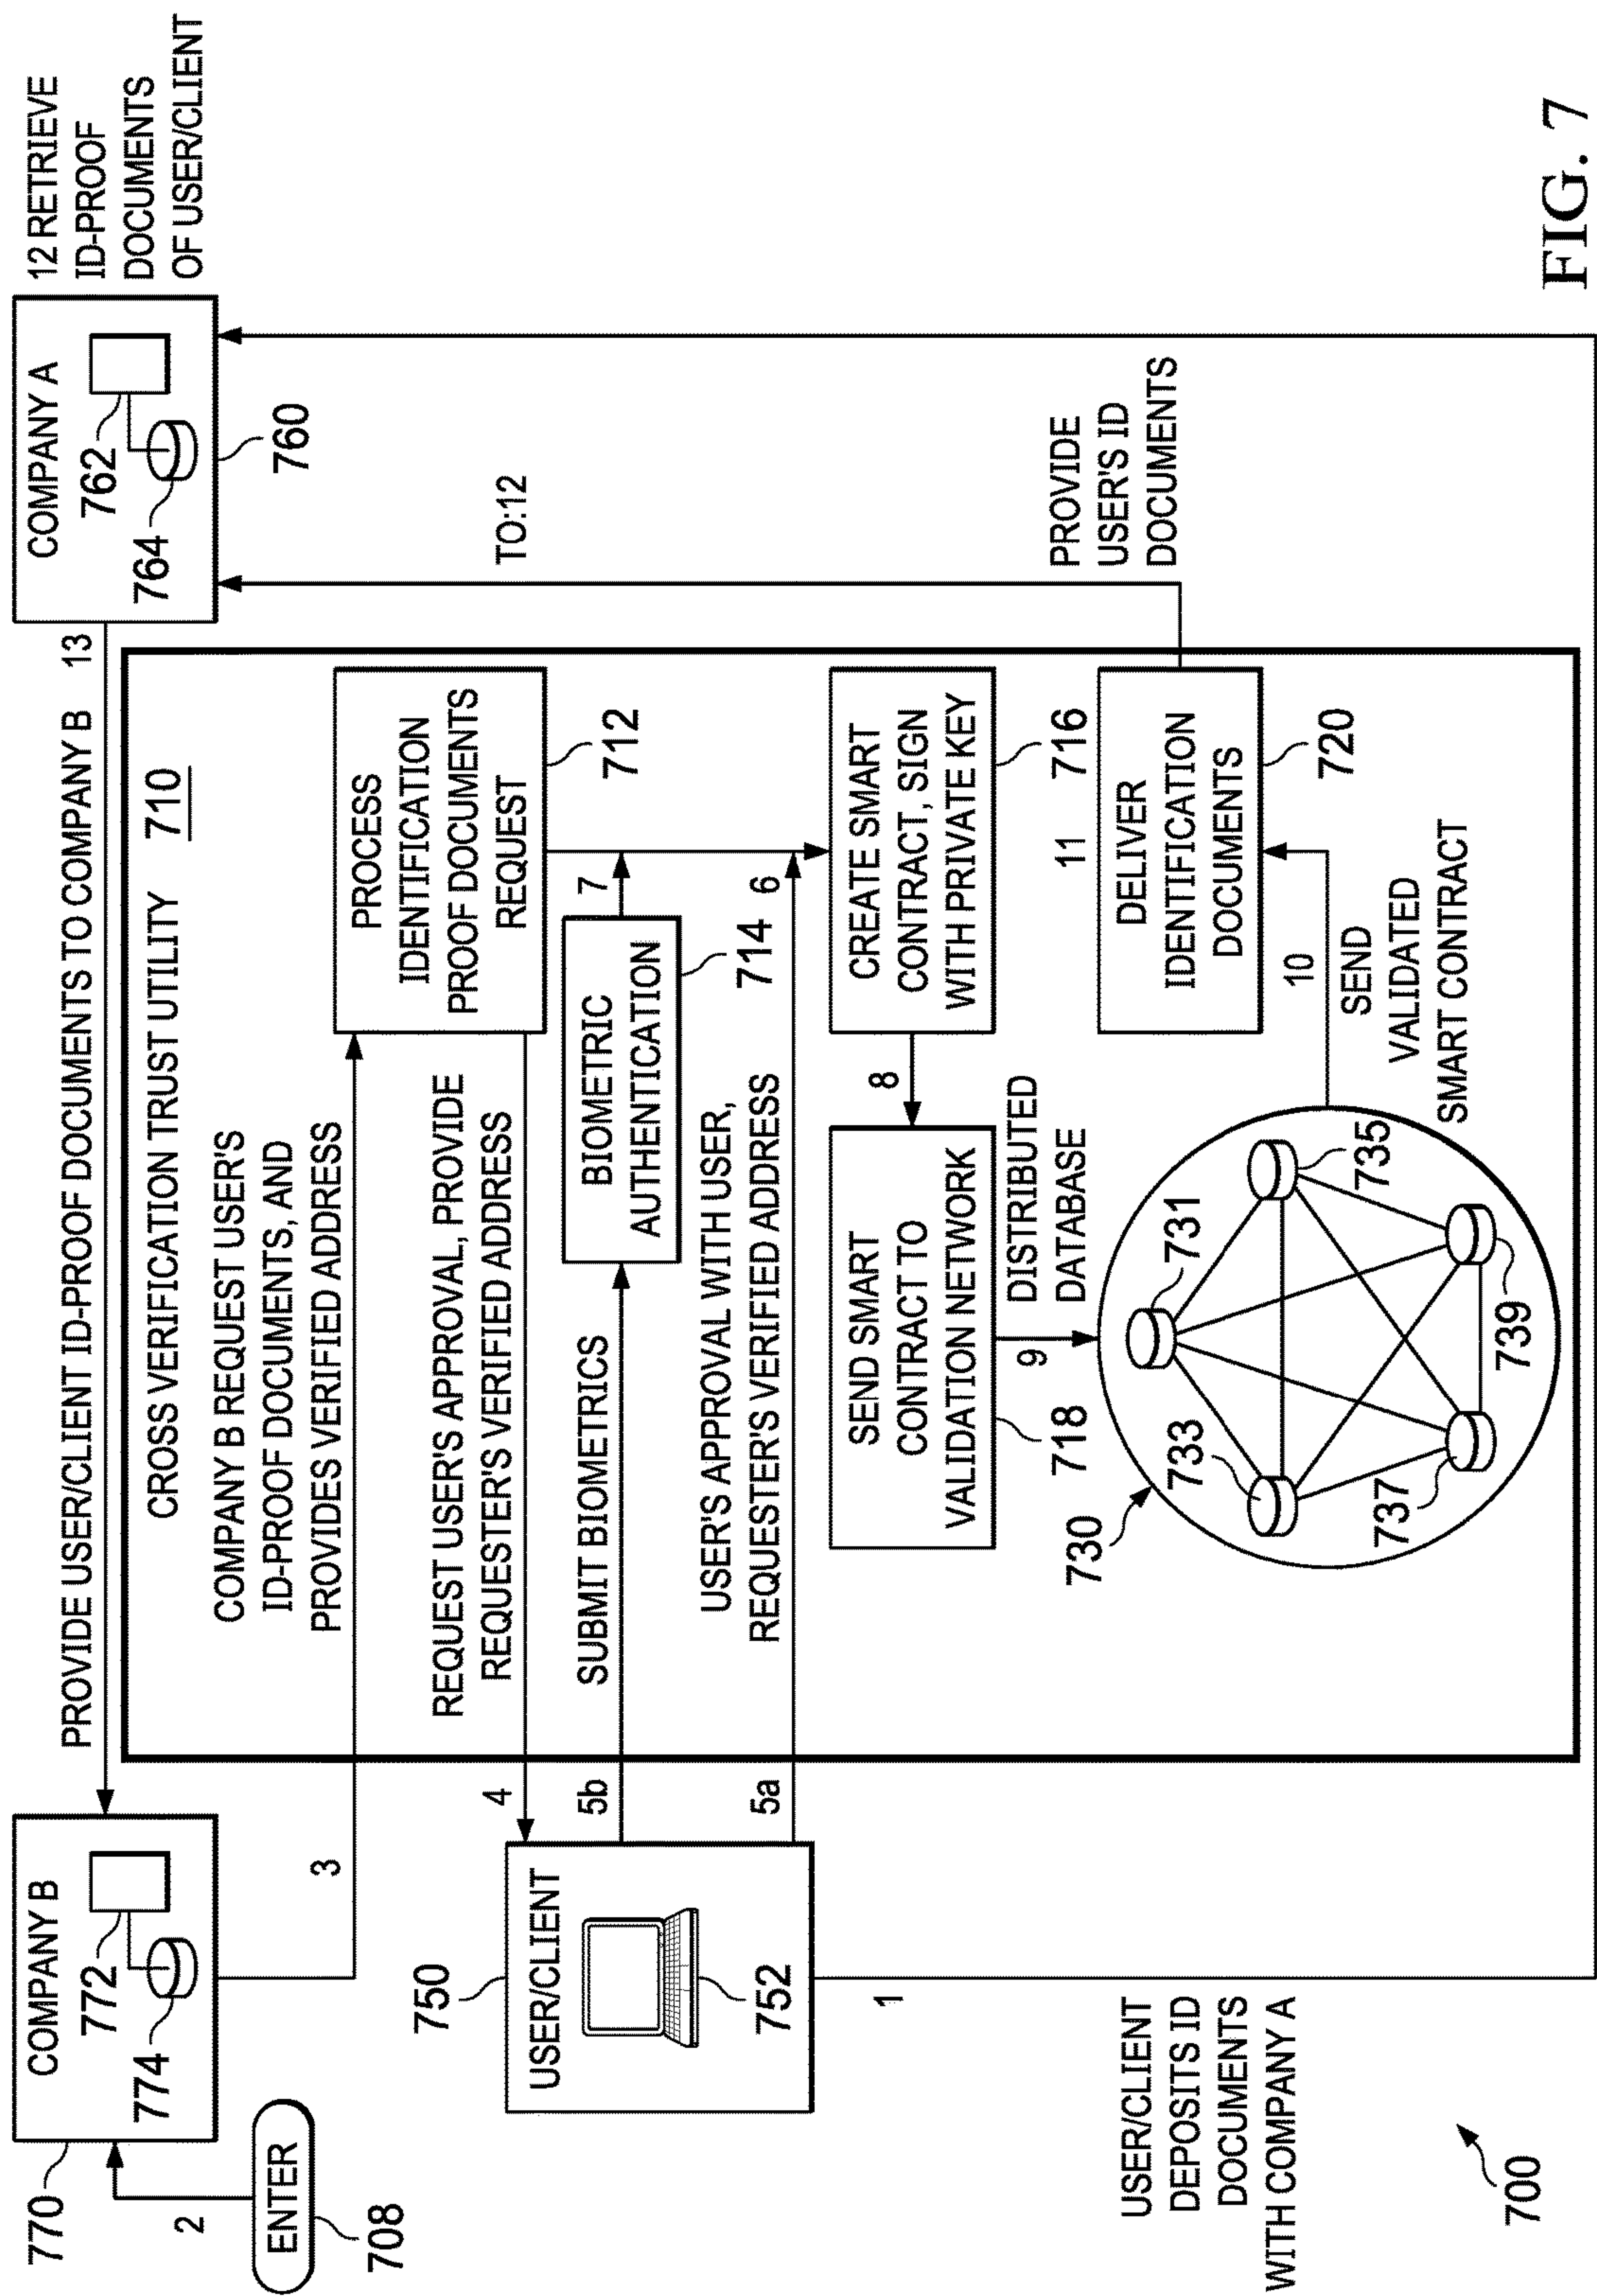 COMPANY B
772
774
770
2
ENTER
708
PROVIDE USER/CLIENT ID-PROOF DOCUMENTS TO COMPANY B
13
COMPANY A
762
764
760
12 RETRIEVE
ID-PROOF
DOCUMENTS
OF USER/CLIENT
CROSS VERIFICATION TRUST UTILITY 710
COMPANY B REQUEST USER'S
ID-PROOF DOCUMENTS, AND
PROVIDES VERIFIED ADDRESS
3
PROCESS
IDENTIFICATION
PROOF DOCUMENTS
REQUEST
712
REQUEST USER'S APPROVAL, PROVIDE
REQUESTER'S VERIFIED ADDRESS
4
TO:12
750
USER/CLIENT
752
5b
SUBMIT BIOMETRICS
BIOMETRIC
AUTHENTICATION
714
7
5a
USER'S APPROVAL WITH USER,
REQUESTER'S VERIFIED ADDRESS
6
1
CREATE SMART
CONTRACT, SIGN
WITH PRIVATE KEY
716
8
SEND SMART
CONTRACT TO
VALIDATION NETWORK
718
9
DISTRIBUTED
DATABASE
730
731
733
735
737
739
10
SEND
VALIDATED
SMART CONTRACT
11
DELIVER
IDENTIFICATION
DOCUMENTS
720
PROVIDE
USER'S ID
DOCUMENTS
USER/CLIENT
DEPOSITS ID
DOCUMENTS
WITH COMPANY A
700
FIG. 7